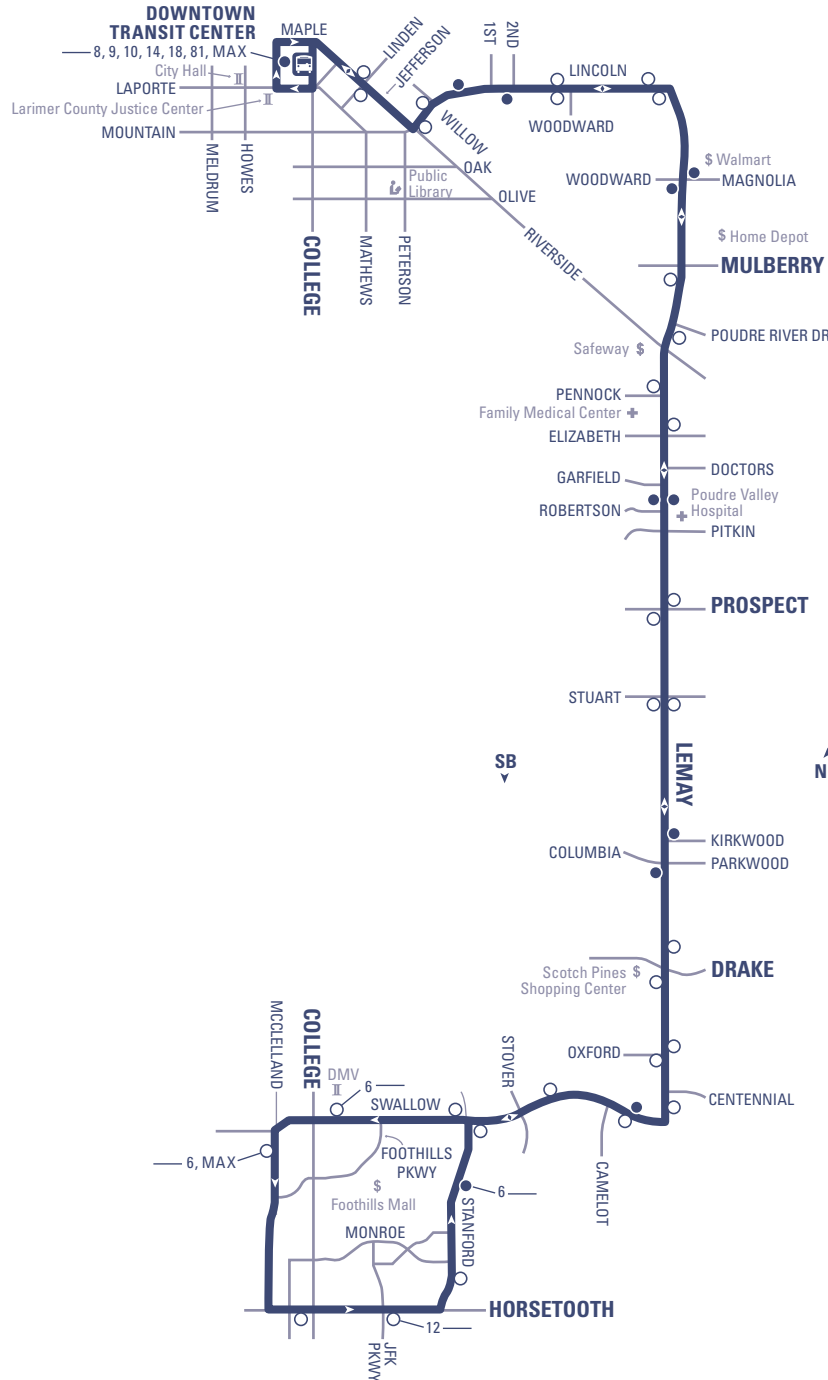 DOWNTOWN
TRANSIT CENTER
8, 9, 10, 14, 18, 81, MAX
MAPLE
LINDEN
JEFFERSON
1ST
2ND
LINCOLN
City Hall
LAPORTE
Larimer County Justice Center
MOUNTAIN
WILLOW
WOODWARD
MELDRUM
HOWES
OAK
Public
Library
OLIVE
$ Walmart
WOODWARD
MAGNOLIA
COLLEGE
MATHEWS
PETERSON
RIVERSIDE
$ Home Depot
MULBERRY
POUDRE RIVER DR
Safeway $
PENNOCK
Family Medical Center
ELIZABETH
GARFIELD
DOCTORS
Poudre Valley
Hospital
ROBERTSON
PITKIN
PROSPECT
STUART
LEMAY
SB
N
KIRKWOOD
COLUMBIA
PARKWOOD
DRAKE
Scotch Pines $
Shopping Center
OXFORD
CENTENNIAL
MCCLELLAND
COLLEGE
DMV
6
SWALLOW
STOVER
CAMELOT
6, MAX
FOOTHILLS
PKWY
$
Foothills Mall
6
STANFORD
MONROE
HORSETOOTH
12
JFK
PKWY